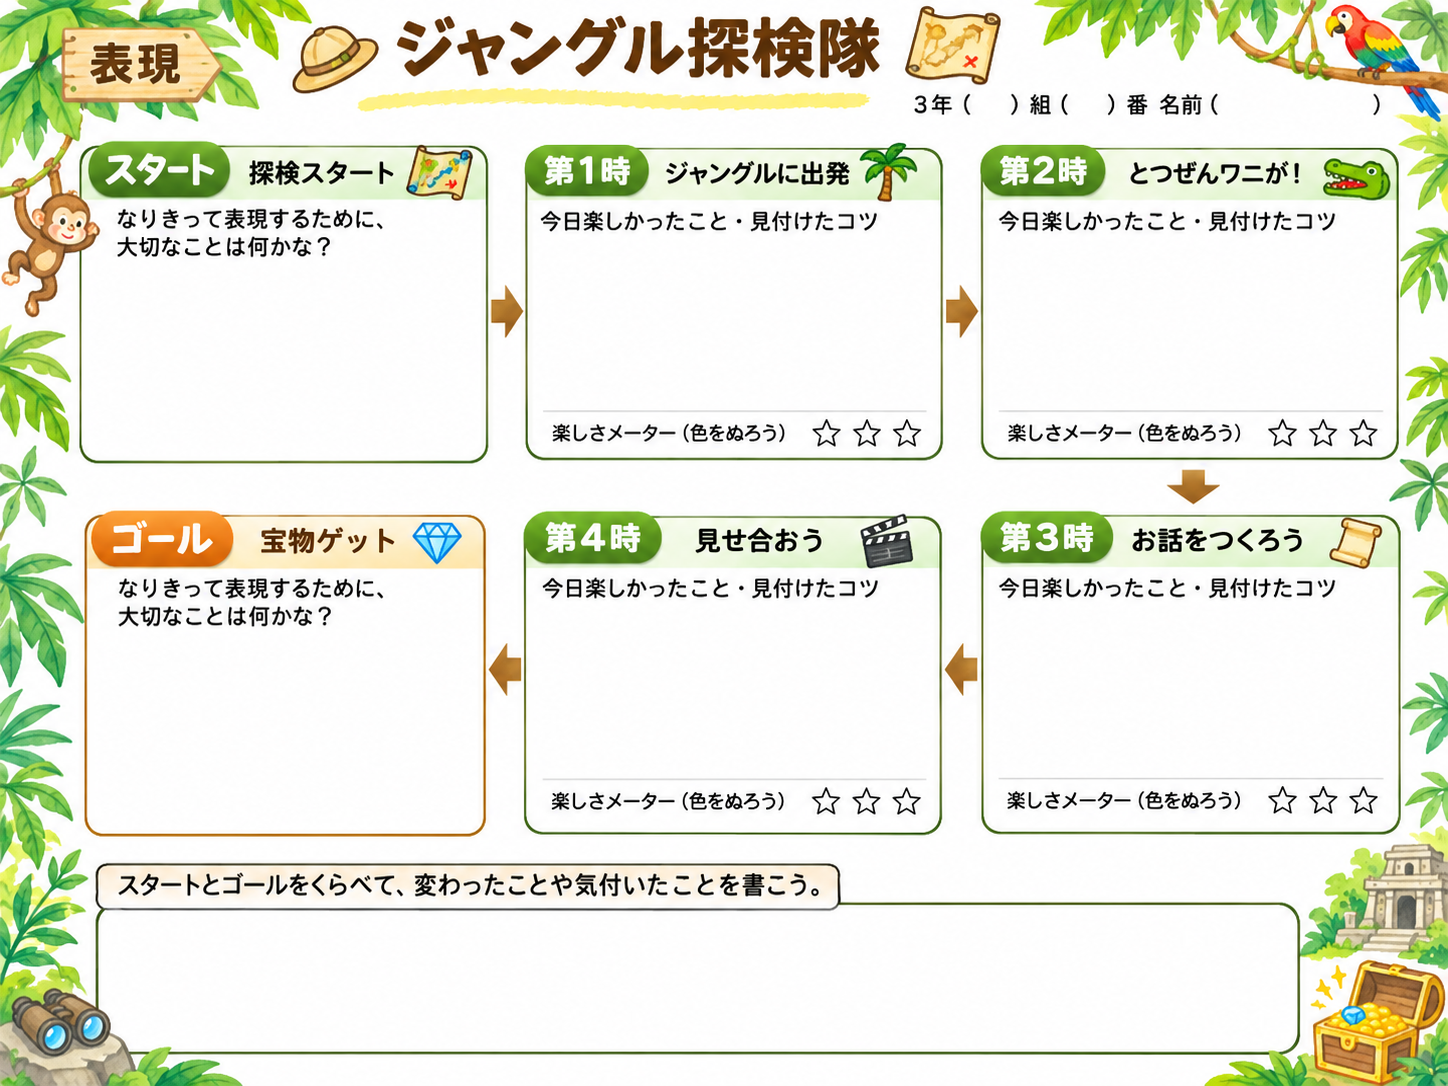 表現
ジャングル探検隊
3年（　　）組（　　）番 名前（　　　　　　　）
スタート 探検スタート
なりきって表現するために、
大切なことは何かな？
第1時 ジャングルに出発
今日楽しかったこと・見付けたコツ
楽しさメーター（色をぬろう） ☆ ☆ ☆
第2時 とつぜんワニが！
今日楽しかったこと・見付けたコツ
楽しさメーター（色をぬろう） ☆ ☆ ☆
第3時 お話をつくろう
今日楽しかったこと・見付けたコツ
楽しさメーター（色をぬろう） ☆ ☆ ☆
第4時 見せ合おう
今日楽しかったこと・見付けたコツ
楽しさメーター（色をぬろう） ☆ ☆ ☆
ゴール 宝物ゲット
なりきって表現するために、
大切なことは何かな？
スタートとゴールをくらべて、変わったことや気付いたことを書こう。